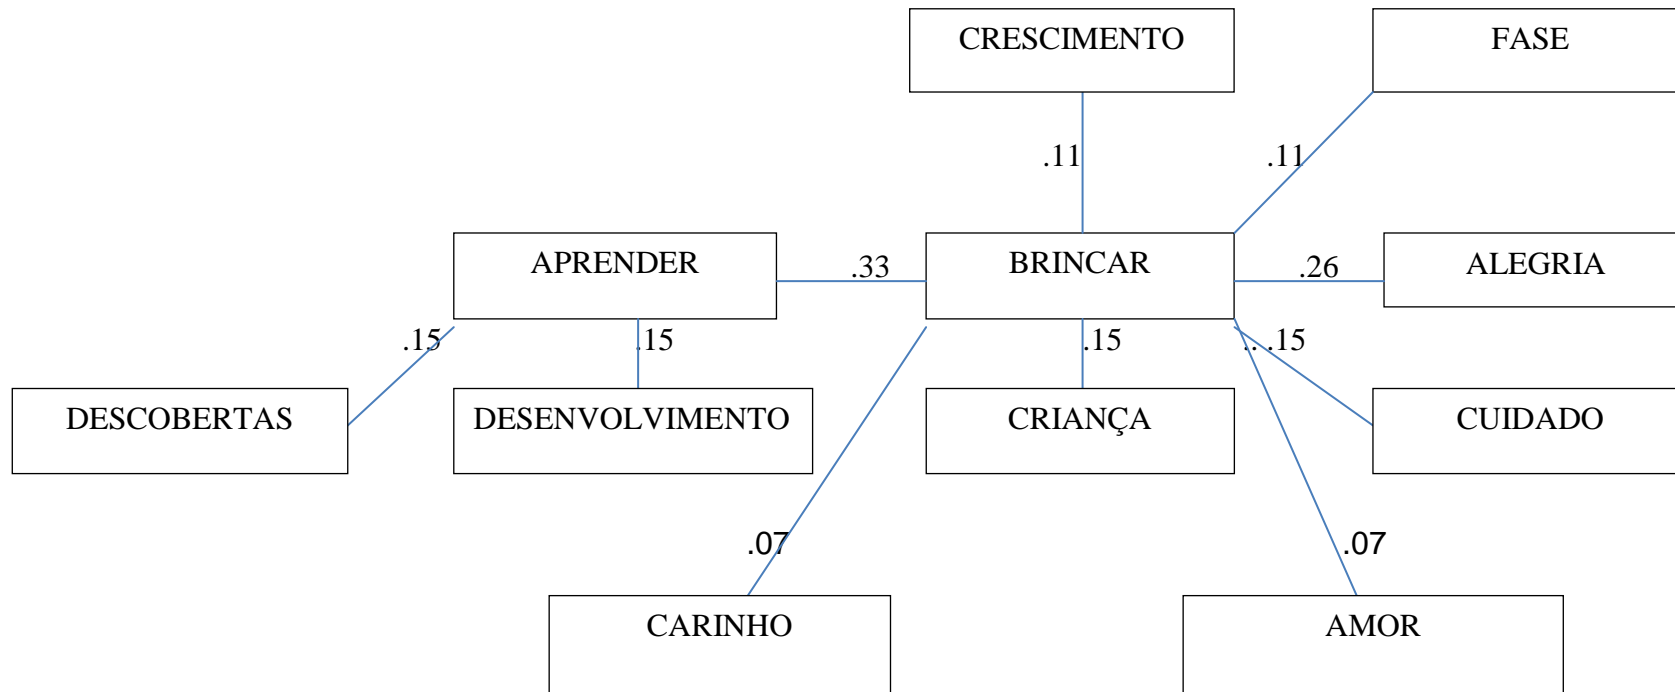 CRESCIMENTO
FASE
.11
.11
APRENDER
.33
BRINCAR
.26
ALEGRIA
.15
.15
.15
.. .15
DESCOBERTAS
DESENVOLVIMENTO
CRIANÇA
CUIDADO
.07
.07
CARINHO
AMOR